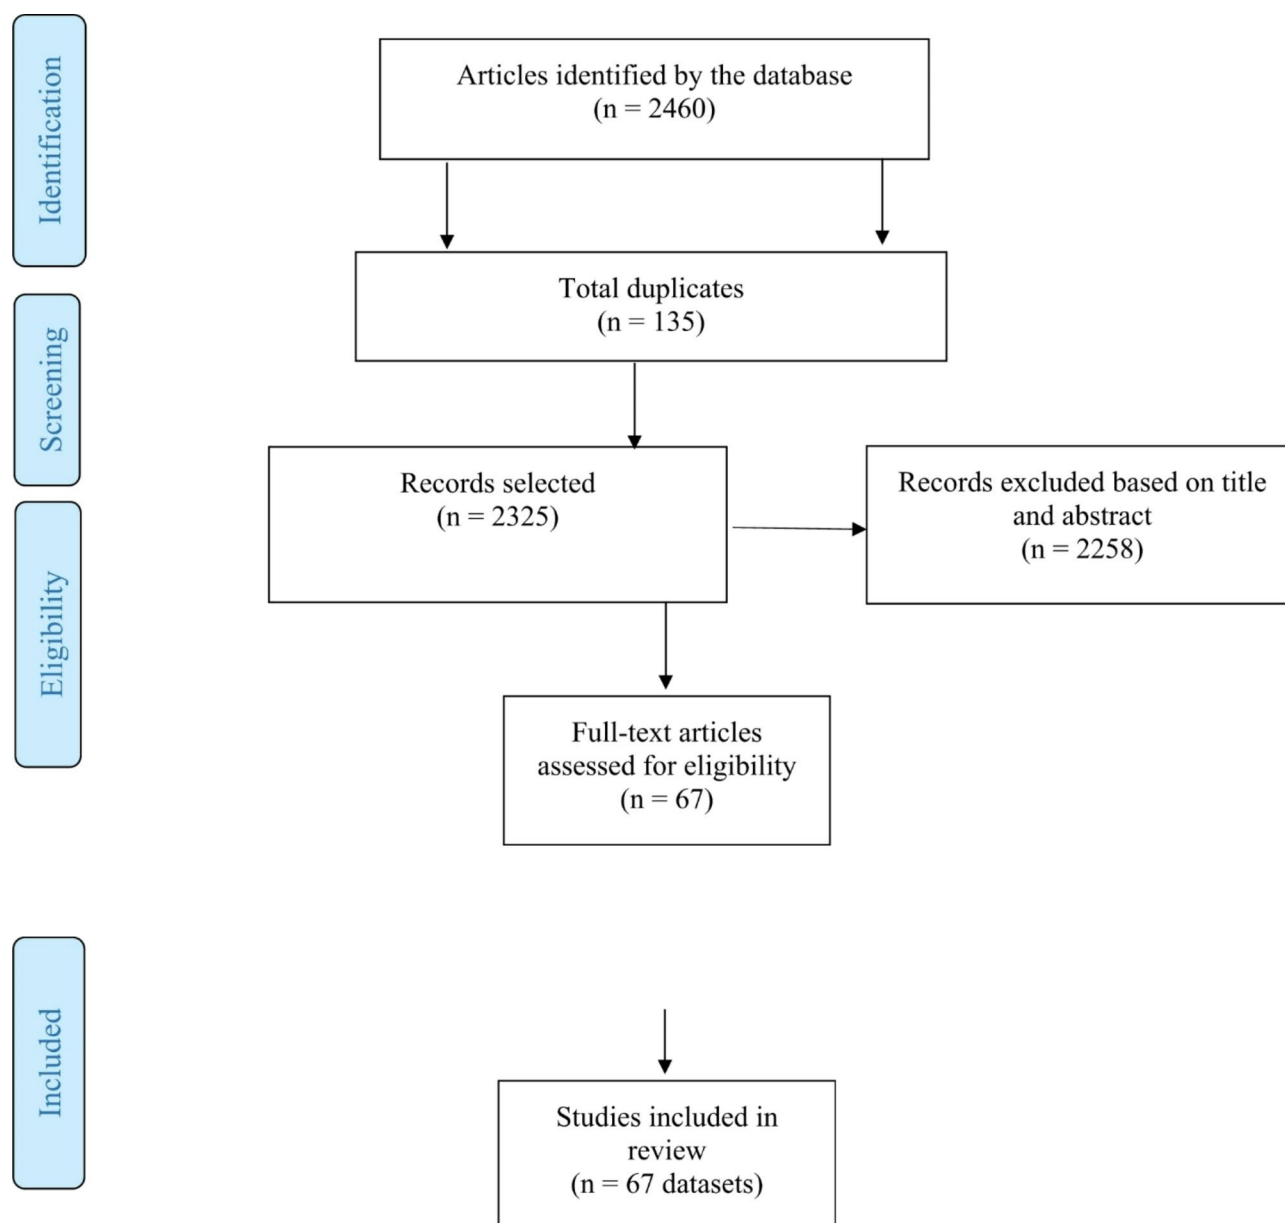 Identification
Articles identified by the database
(n = 2460)
Total duplicates
(n = 135)
Screening
Records selected
(n = 2325)
Records excluded based on title
and abstract
(n = 2258)
Eligibility
Full-text articles
assessed for eligibility
(n = 67)
Included
Studies included in
review
(n = 67 datasets)